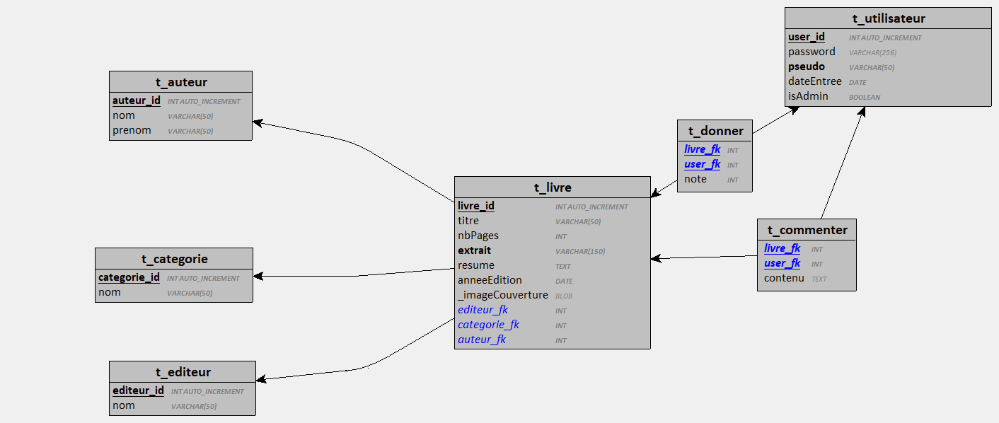 t_utilisateur
user_id INT AUTO_INCREMENT
password VARCHAR(256)
pseudo VARCHAR(50)
dateEntree DATE
isAdmin BOOLEAN
t_auteur
auteur_id INT AUTO_INCREMENT
nom VARCHAR(50)
prenom VARCHAR(50)
t_donner
livre_fk INT
user_fk INT
note INT
t_livre
livre_id INT AUTO_INCREMENT
titre VARCHAR(50)
nbPages INT
extrait VARCHAR(150)
resume TEXT
anneeEdition DATE
_imageCouverture BLOB
editeur_fk INT
categorie_fk INT
auteur_fk INT
t_commenter
livre_fk INT
user_fk INT
contenu TEXT
t_categorie
categorie_id INT AUTO_INCREMENT
nom VARCHAR(50)
t_editeur
editeur_id INT AUTO_INCREMENT
nom VARCHAR(50)